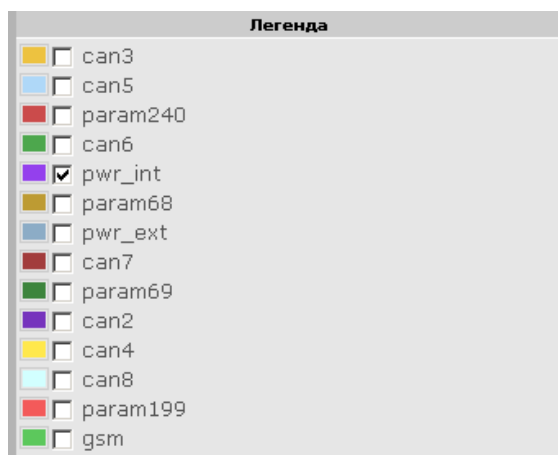 Легенда
can3
can5
param240
can6
pwr_int
param68
pwr_ext
can7
param69
can2
can4
can8
param199
gsm